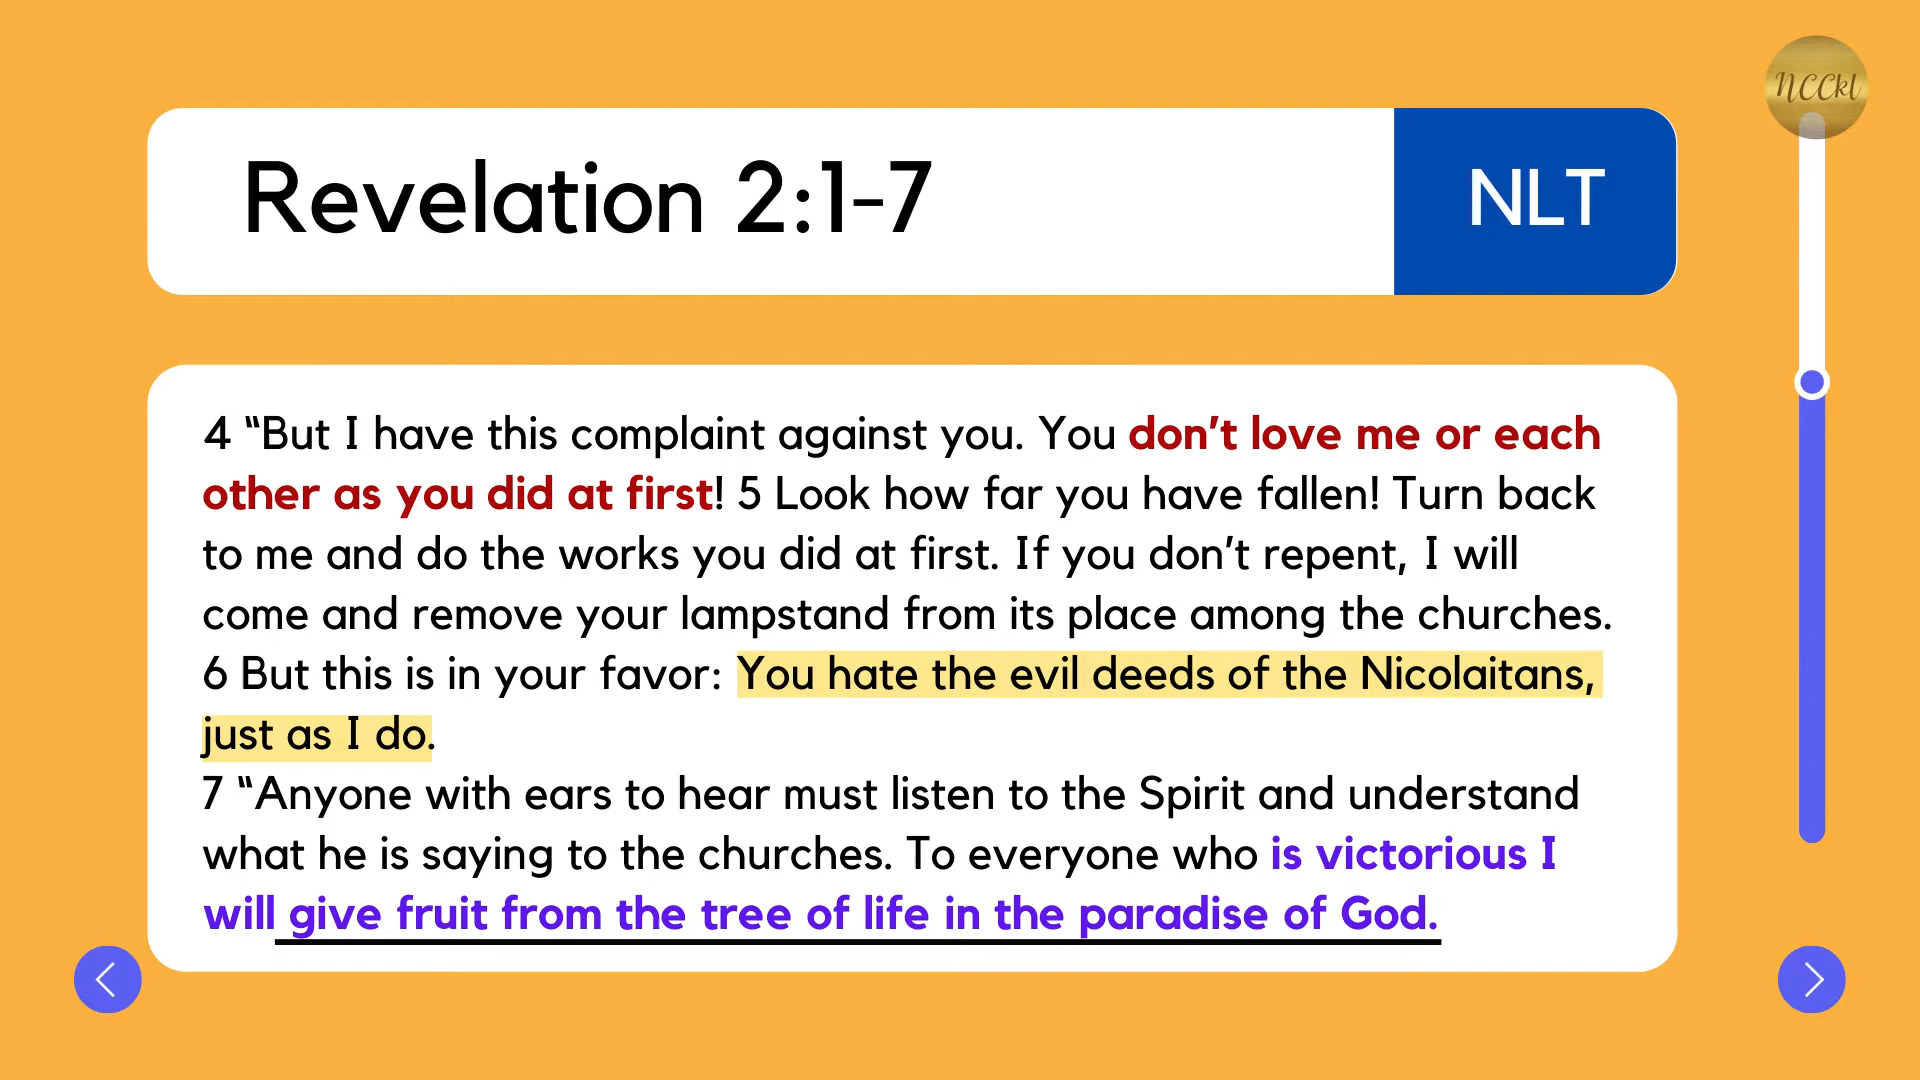 NCCkl
Revelation 2:1-7
NLT
4 “But I have this complaint against you. You don’t love me or each
other as you did at first! 5 Look how far you have fallen! Turn back
to me and do the works you did at first. If you don’t repent, I will
come and remove your lampstand from its place among the churches.
6 But this is in your favor: You hate the evil deeds of the Nicolaitans,
just as I do.
7 “Anyone with ears to hear must listen to the Spirit and understand
what he is saying to the churches. To everyone who is victorious I
will give fruit from the tree of life in the paradise of God.